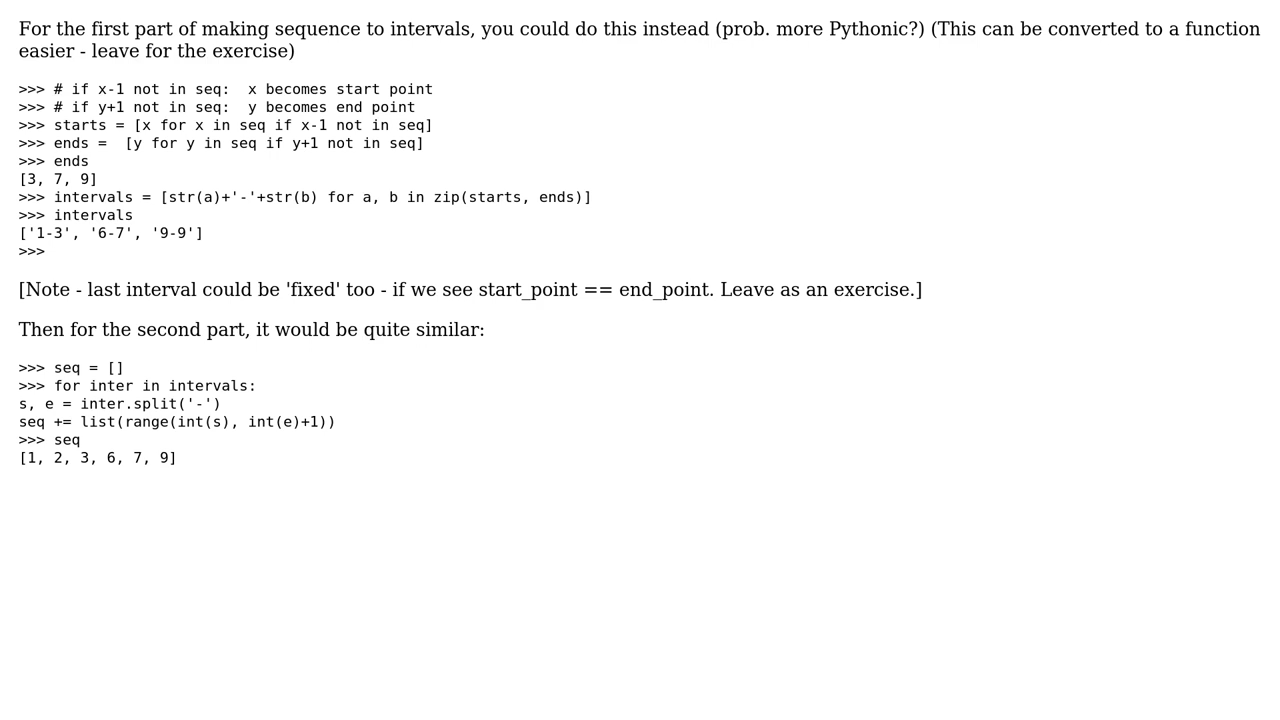 For the first part of making sequence to intervals, you could do this instead (prob. more Pythonic?) (This can be converted to a function
easier - leave for the exercise)
>>> # if x-1 not in seq:  x becomes start point
>>> # if y+1 not in seq:  y becomes end point
>>> starts = [x for x in seq if x-1 not in seq]
>>> ends =  [y for y in seq if y+1 not in seq]
>>> ends
[3, 7, 9]
>>> intervals = [str(a)+'-'+str(b) for a, b in zip(starts, ends)]
>>> intervals
['1-3', '6-7', '9-9']
>>>
[Note - last interval could be 'fixed' too - if we see start_point == end_point. Leave as an exercise.]
Then for the second part, it would be quite similar:
>>> seq = []
>>> for inter in intervals:
s, e = inter.split('-')
seq += list(range(int(s), int(e)+1))
>>> seq
[1, 2, 3, 6, 7, 9]